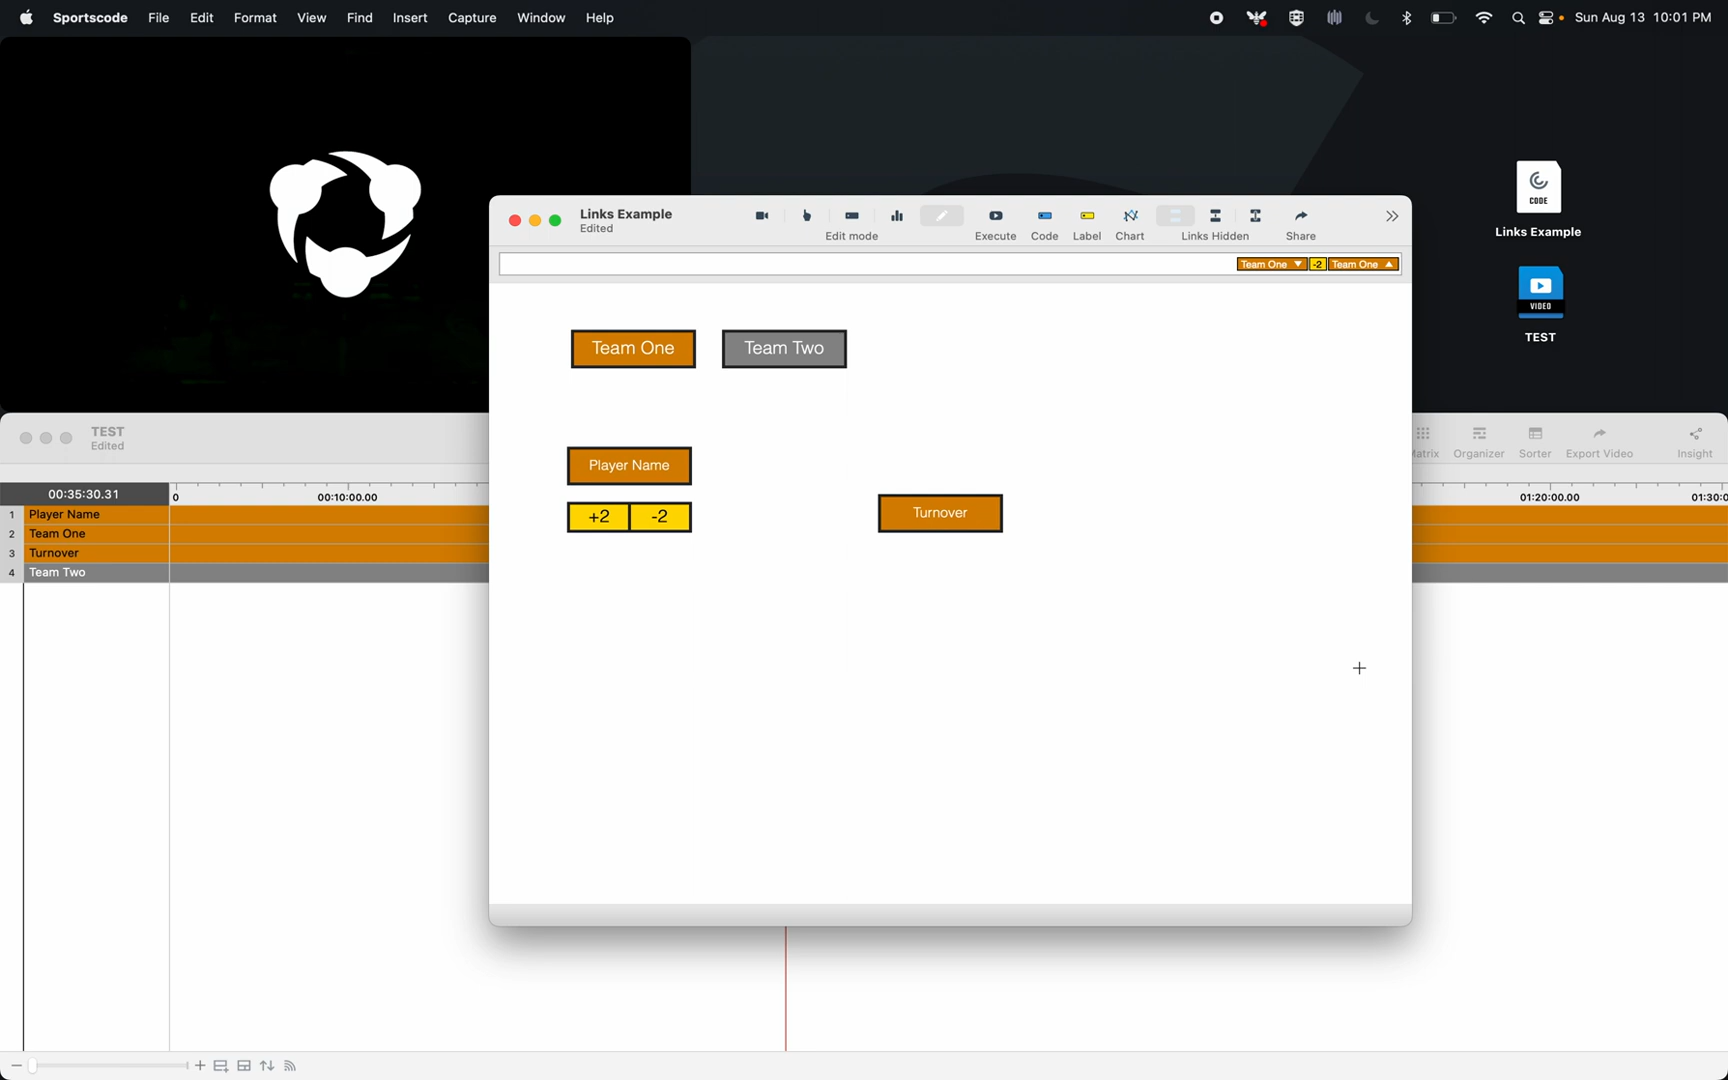 Sportscode File Edit Format View Find Insert Capture Window Help Sun Aug 13 10:01 PM
CODE
Links Example
VIDEO
TEST
Links Example
Edited
Edit mode Execute Code Label Chart Links Hidden Share
Team One ▼ -2 Team One ▲
Team One Team Two
Player Name
+2 -2
Turnover
TEST
Edited
atrix Organizer Sorter Export Video Insight
00:35:30.31 0 00:10:00.00 01:20:00.00 01:30:0
1 Player Name
2 Team One
3 Turnover
4 Team Two